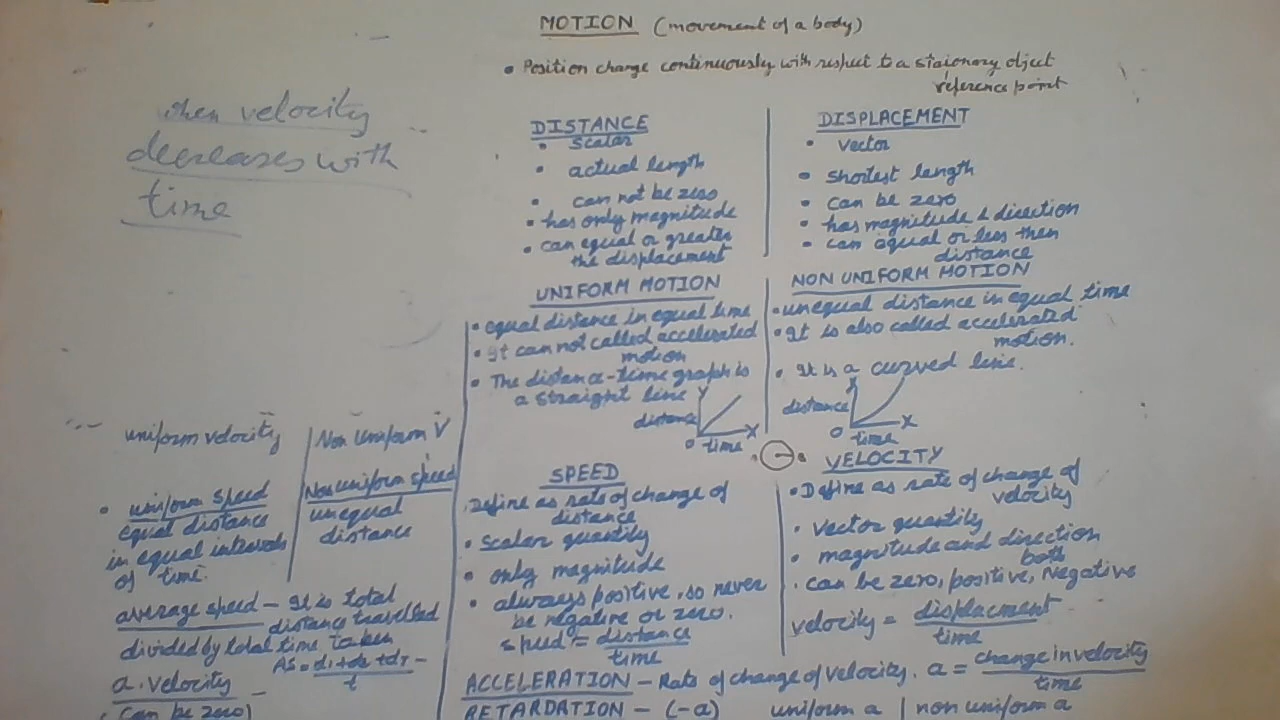 MOTION (movement of a body)
• Position change continuously with respect to a staionary object
reference point
when velocity
decreases with
time
DISTANCE
• scalar
• actual length
• can not be zero
• has only magnitude
• can equal or greater
the displacement
DISPLACEMENT
• vector
• shortest length
• can be zero
• has magnitude & direction
• can equal or less then
distance
UNIFORM MOTION
• equal distance in equal time
• It can not called accelerated
motion
• The distance-time graph is
a straight line
Y
distance
O time X
NON UNIFORM MOTION
• unequal distance in equal time
• It is also called accelerated
motion.
• It is a curved line.
Y
distance
O time X
uniform velocity
• uniform speed
equal distance
in equal intervals
of time.
Non Uniform V
Non uniform speed
unequal
distance
average speed - It is total
distance travelled
divided by total time taken
AS = d1+d2+d3 -
t
a. velocity -
(can be zero)
SPEED
Define as rate of change of
distance
• Scalar quantity
• only magnitude
• always positive, so never
be negative or zero.
speed = distance
time
VELOCITY
• Define as rate of change of
velocity
• vector quantity
• magnitude and direction
both
• can be zero, positive, Negative
velocity = displacment
time
ACCELERATION - Rate of change of velocity. a = change in velocity
time
RETARDATION - (-a) uniform a | non uniform a